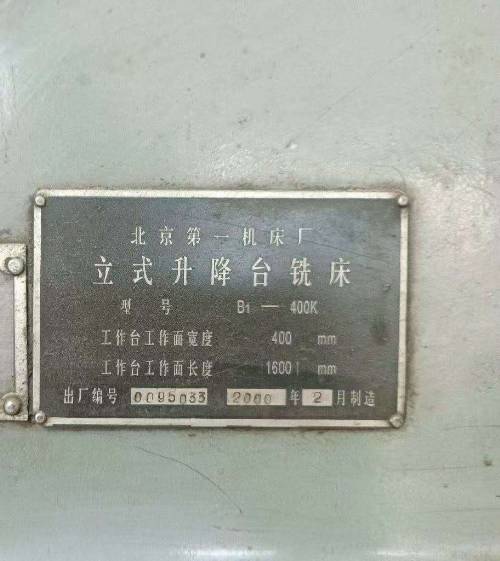 北京第一机床厂
立式升降台铣床
型号 B1—400K
工作台工作面宽度 400 mm
工作台工作面长度 1600 mm
出厂编号 0095033 2000 年 2 月制造